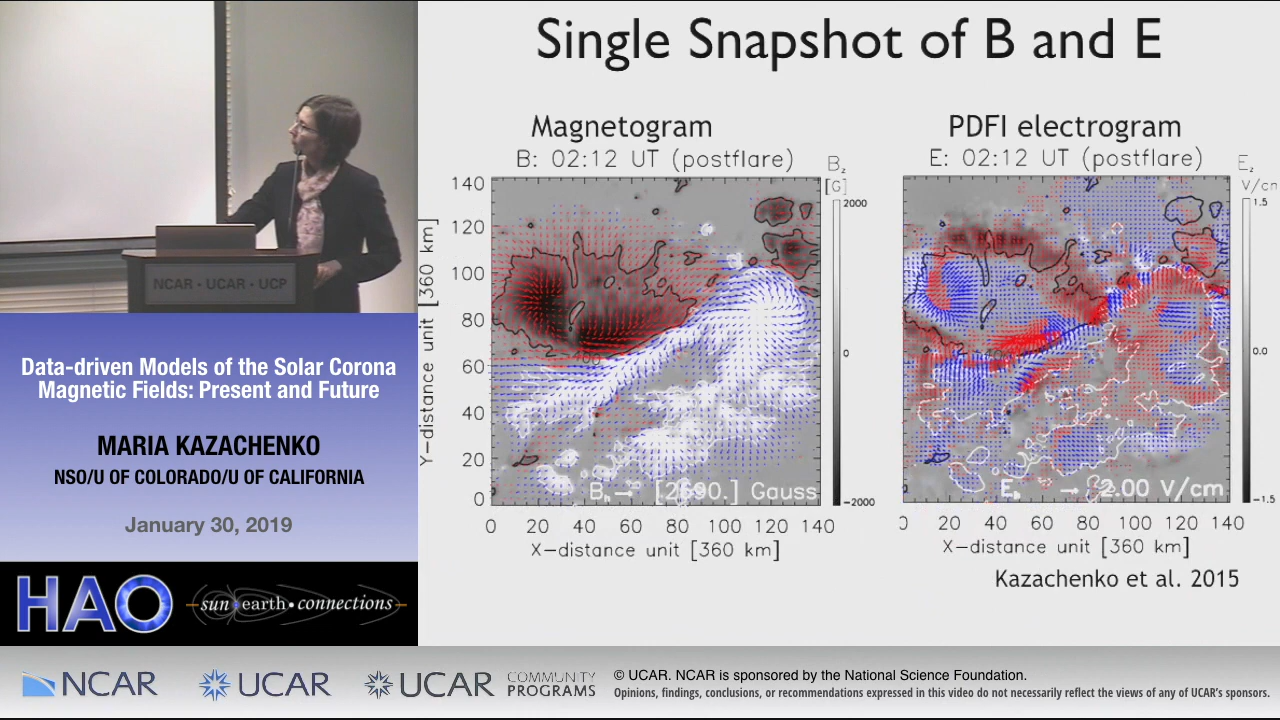 Single Snapshot of B and E
Magnetogram
B: 02:12 UT (postflare)
Bz
[G]
2000
0
−2000
140
120
100
80
60
40
20
0
Y−distance unit [360 km]
0 20 40 60 80 100 120 140
X−distance unit [360 km]
Bh → [2690.] Gauss
PDFI electrogram
E: 02:12 UT (postflare)
Ez
V/cm
1.5
0.0
−1.5
Eh → 2.00 V/cm
0 20 40 60 80 100 120 140
X−distance unit [360 km]
Kazachenko et al. 2015
NCAR • UCAR • UCP
Data-driven Models of the Solar Corona
Magnetic Fields: Present and Future
MARIA KAZACHENKO
NSO/U OF COLORADO/U OF CALIFORNIA
January 30, 2019
HAO
sun•earth•connections
NCAR
UCAR
UCAR COMMUNITY PROGRAMS
© UCAR. NCAR is sponsored by the National Science Foundation.
Opinions, findings, conclusions, or recommendations expressed in this video do not necessarily reflect the views of any of UCAR's sponsors.